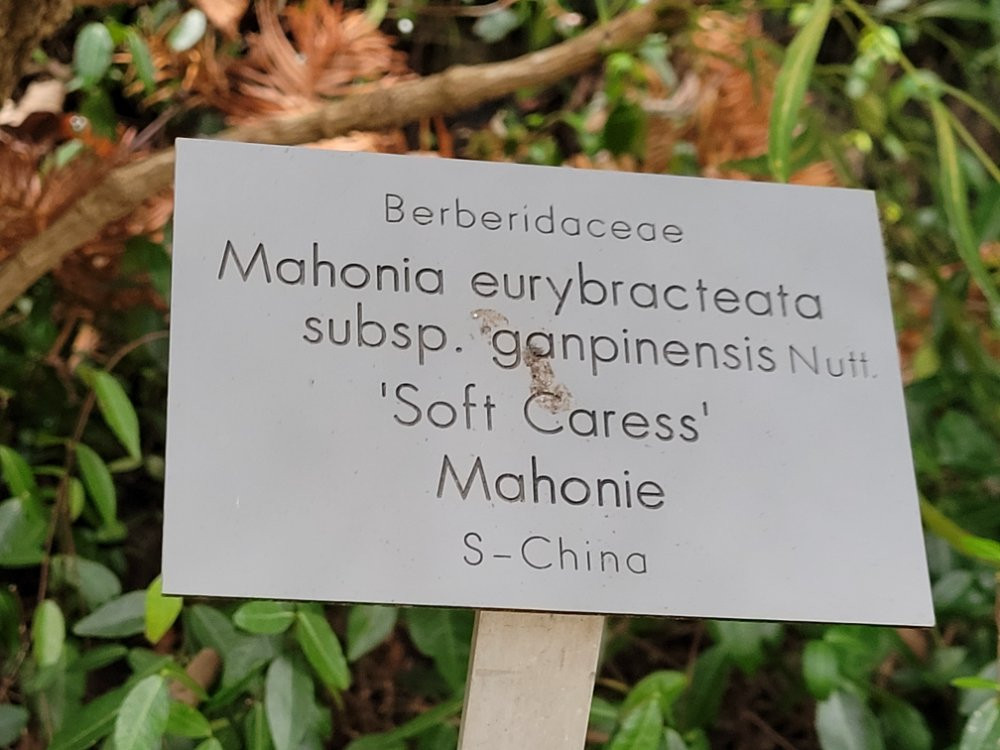 Berberidaceae
Mahonia eurybracteata
subsp. ganpinensis Nutt.
'Soft Caress'
Mahonie
S-China